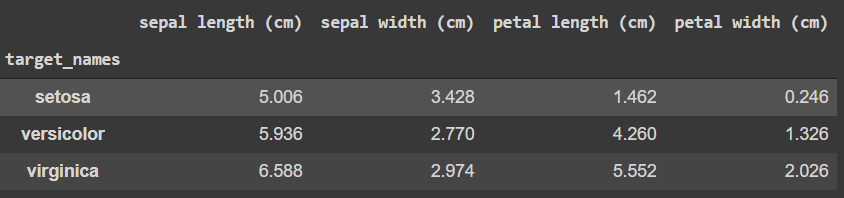 sepal length (cm) sepal width (cm) petal length (cm) petal width (cm)
target_names
setosa 5.006 3.428 1.462 0.246
versicolor 5.936 2.770 4.260 1.326
virginica 6.588 2.974 5.552 2.026